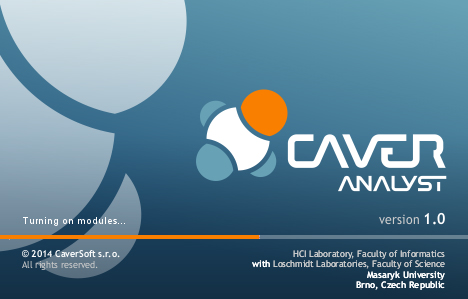 CAVER
ANALYST
Turning on modules...
version 1.0
© 2014 CaverSoft s.r.o.
All rights reserved.
HCI Laboratory, Faculty of Informatics
with Loschmidt Laboratories, Faculty of Science
Masaryk University
Brno, Czech Republic